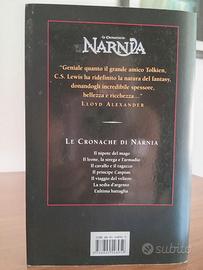 Le Cronache di
NARNIA
"Geniale quanto il grande amico Tolkien,
C.S. Lewis ha ridefinito la natura del fantasy,
donandogli incredibile spessore,
bellezza e ricchezza..."
LLOYD ALEXANDER
LE CRONACHE DI NARNIA
Il nipote del mago
Il leone, la strega e l'armadio
Il cavallo e il ragazzo
Il principe Caspian
Il viaggio del veliero
La sedia d'argento
L'ultima battaglia
subito